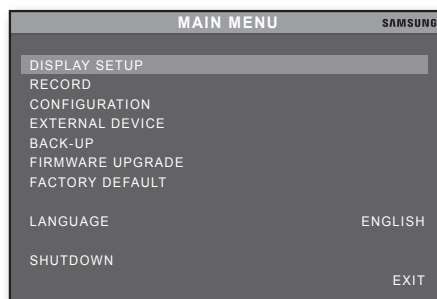 MAIN MENU SAMSUNG
DISPLAY SETUP
RECORD
CONFIGURATION
EXTERNAL DEVICE
BACK-UP
FIRMWARE UPGRADE
FACTORY DEFAULT
LANGUAGE ENGLISH
SHUTDOWN
EXIT